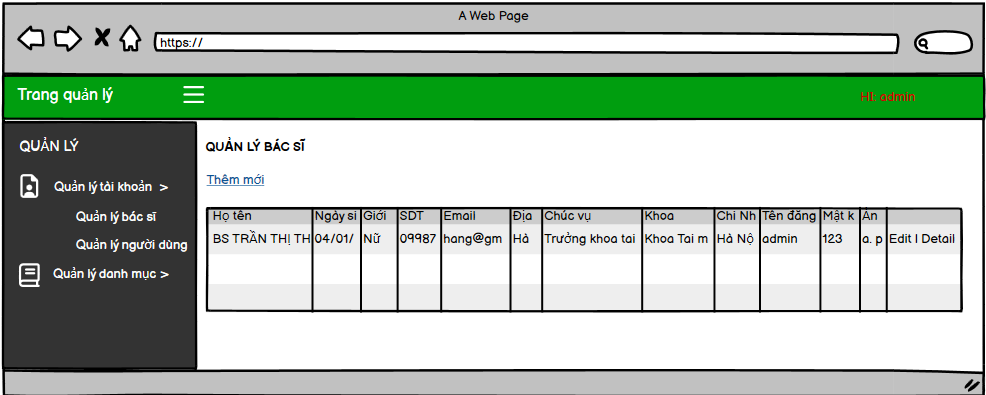 A Web Page
https://
Trang quản lý
HI: admin
QUẢN LÝ
Quản lý tài khoản >
Quản lý bác sĩ
Quản lý người dùng
Quản lý danh mục >
QUẢN LÝ BÁC SĨ
Thêm mới
Họ tên Ngày si Giới SDT Email Địa Chúc vụ Khoa Chi Nh Tên đăng Mật k Ản
BS TRẦN THỊ TH 04/01/ Nữ 09987 hang@gm Hà Trưởng khoa tai Khoa Tai m Hà Nộ admin 123 a. p Edit I Detail